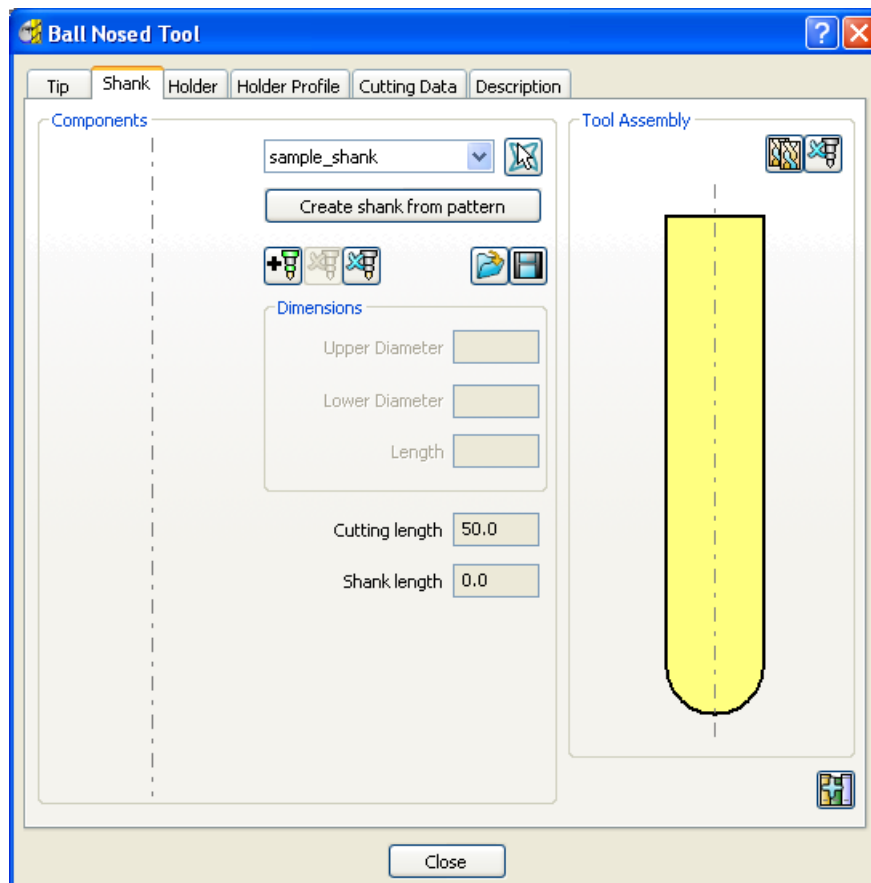 Ball Nosed Tool
Tip Shank Holder Holder Profile Cutting Data Description
Components
sample_shank
Create shank from pattern
Dimensions
Upper Diameter
Lower Diameter
Length
Cutting length 50.0
Shank length 0.0
Tool Assembly
Close